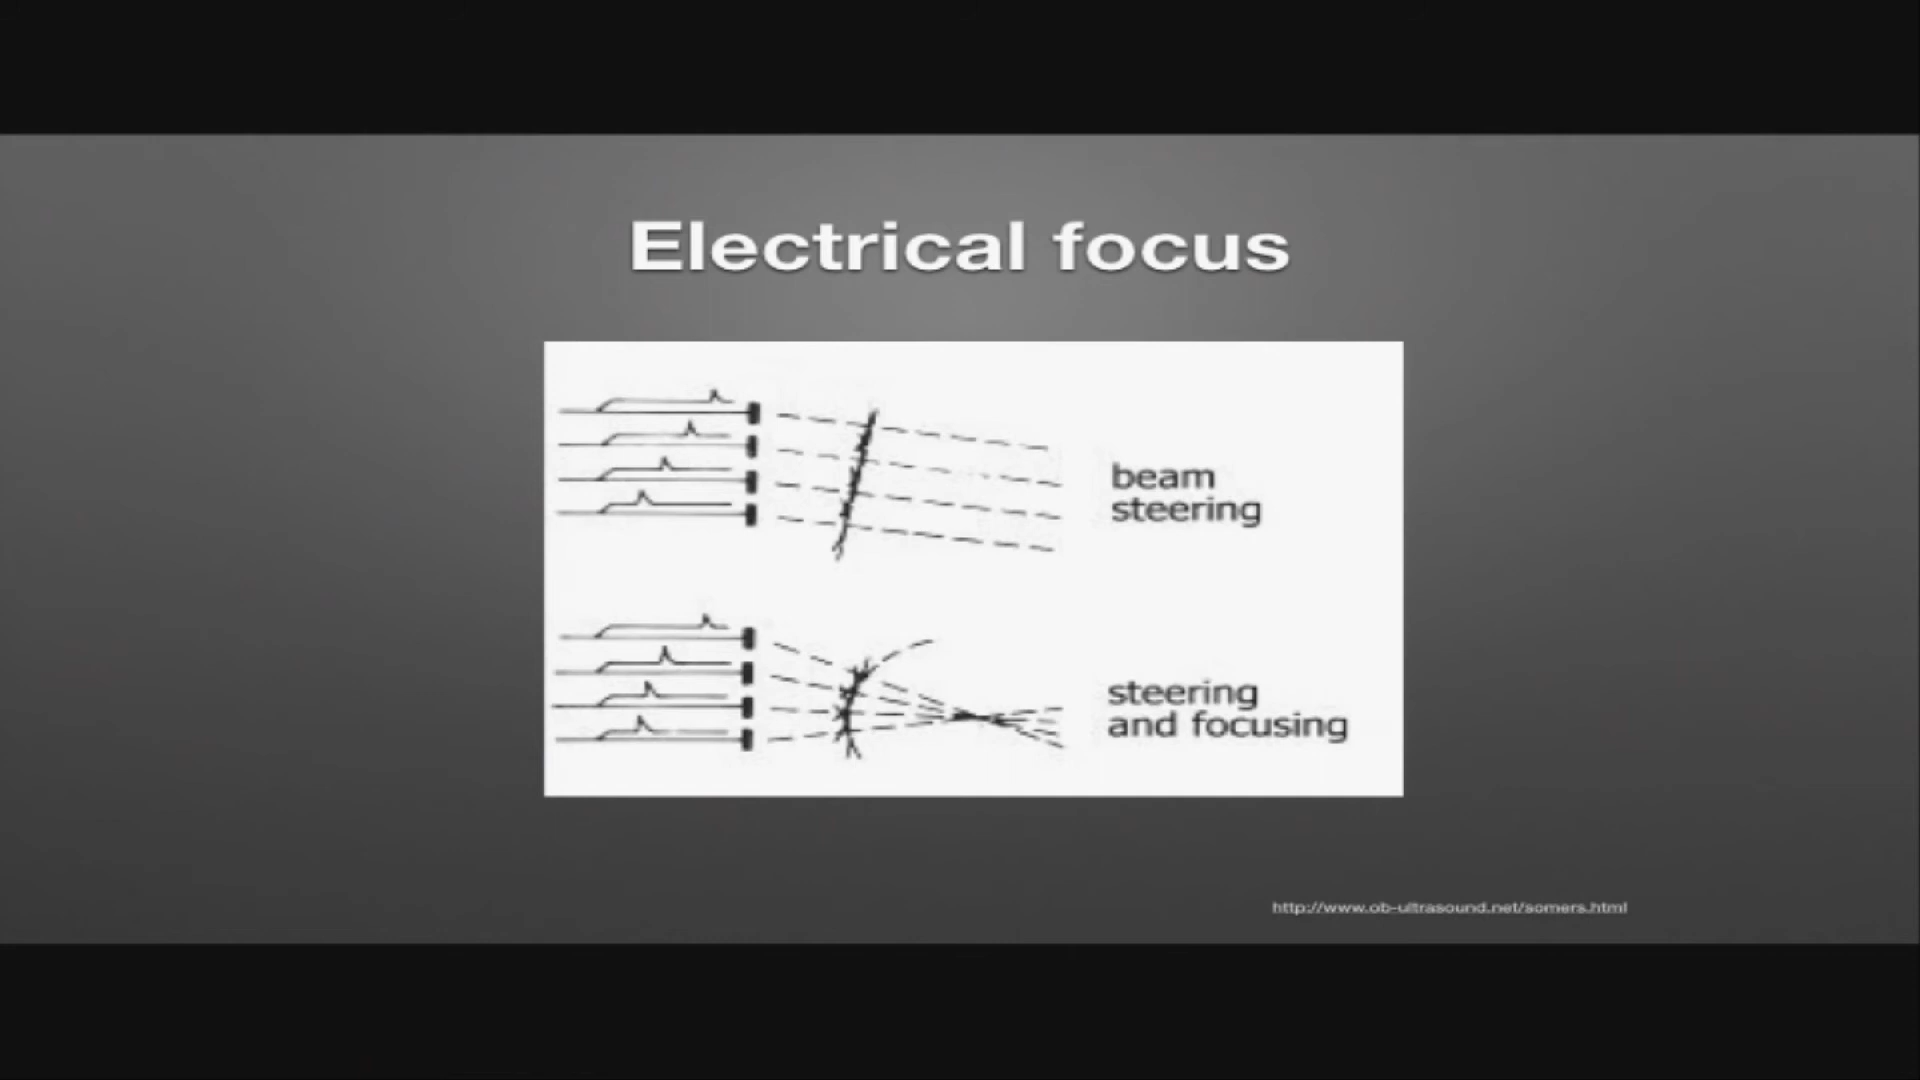 Electrical focus
beam
steering
steering
and focusing
http://www.ob-ultrasound.net/somers.html